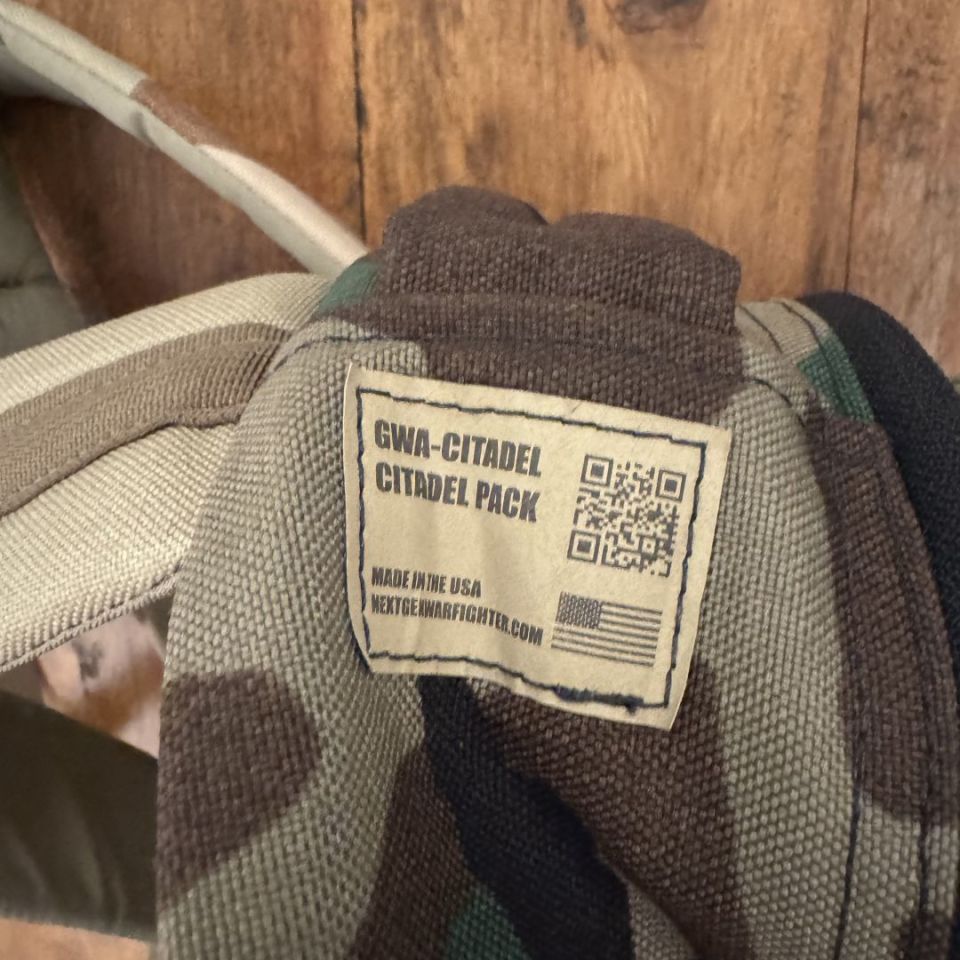 GWA-CITADEL
CITADEL PACK
MADE IN THE USA
NEXTGENWARFIGHTER.COM